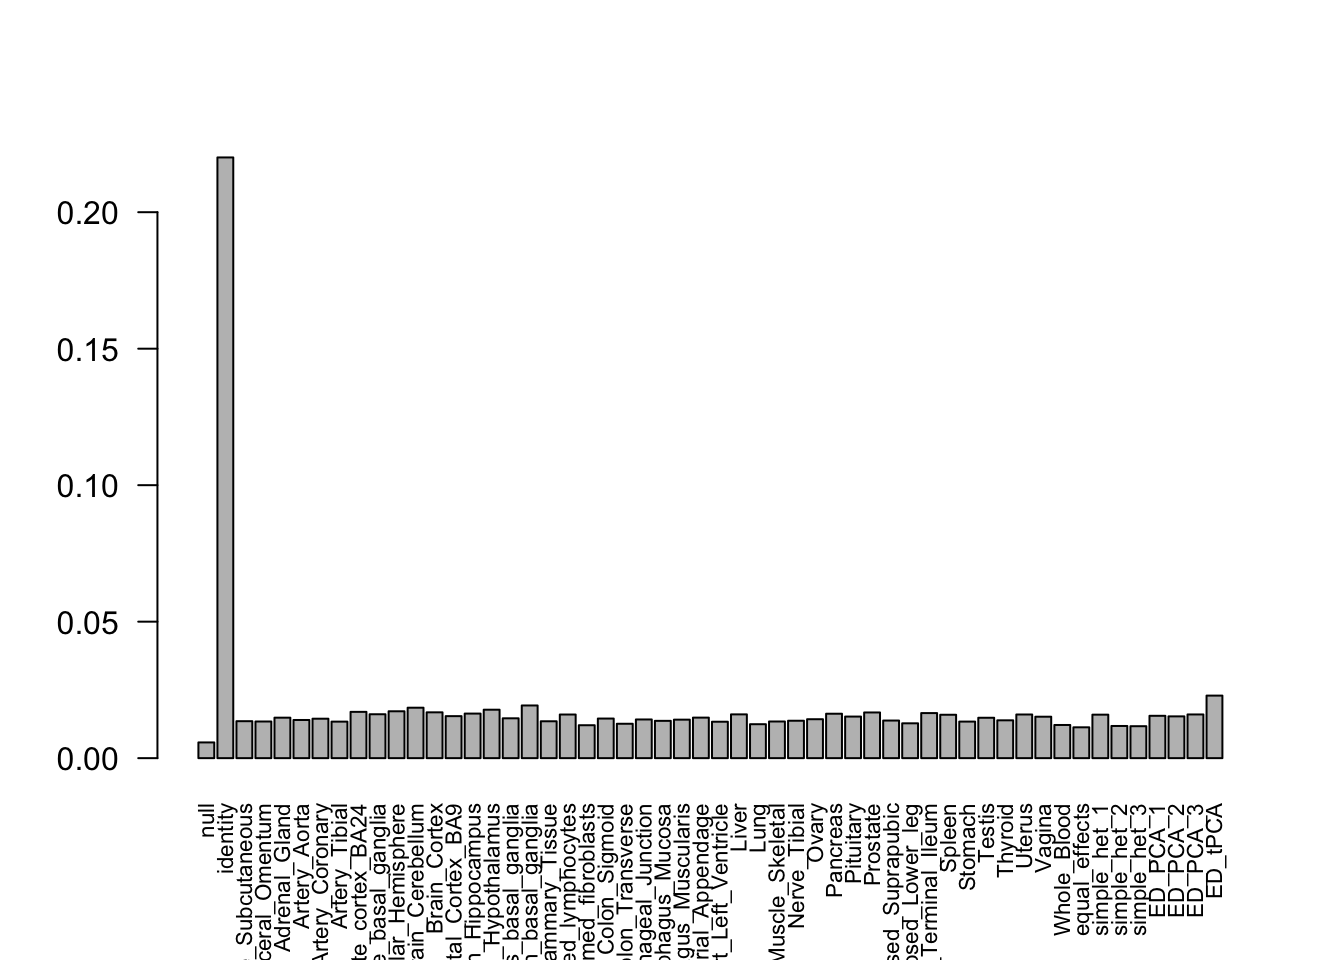 0.20
0.15
0.10
0.05
0.00
null
identity
_Subcutaneous
ceral_Omentum
Adrenal_Gland
Artery_Aorta
Artery_Coronary
Artery_Tibial
te_cortex_BA24
e_basal_ganglia
lar_Hemisphere
ain_Cerebellum
Brain_Cortex
tal_Cortex_BA9
n_Hippocampus
_Hypothalamus
s_basal_ganglia
n_basal_ganglia
ammary_Tissue
ed_lymphocytes
med_fibroblasts
Colon_Sigmoid
olon_Transverse
hageal_Junction
phagus_Mucosa
gus_Muscularis
rial_Appendage
rt_Left_Ventricle
Liver
Lung
Muscle_Skeletal
Nerve_Tibial
Ovary
Pancreas
Pituitary
Prostate
sed_Suprapubic
osed_Lower_leg
_Terminal_Ileum
Spleen
Stomach
Testis
Thyroid
Uterus
Vagina
Whole_Blood
equal_effects
simple_het_1
simple_het_2
simple_het_3
ED_PCA_1
ED_PCA_2
ED_PCA_3
ED_tPCA